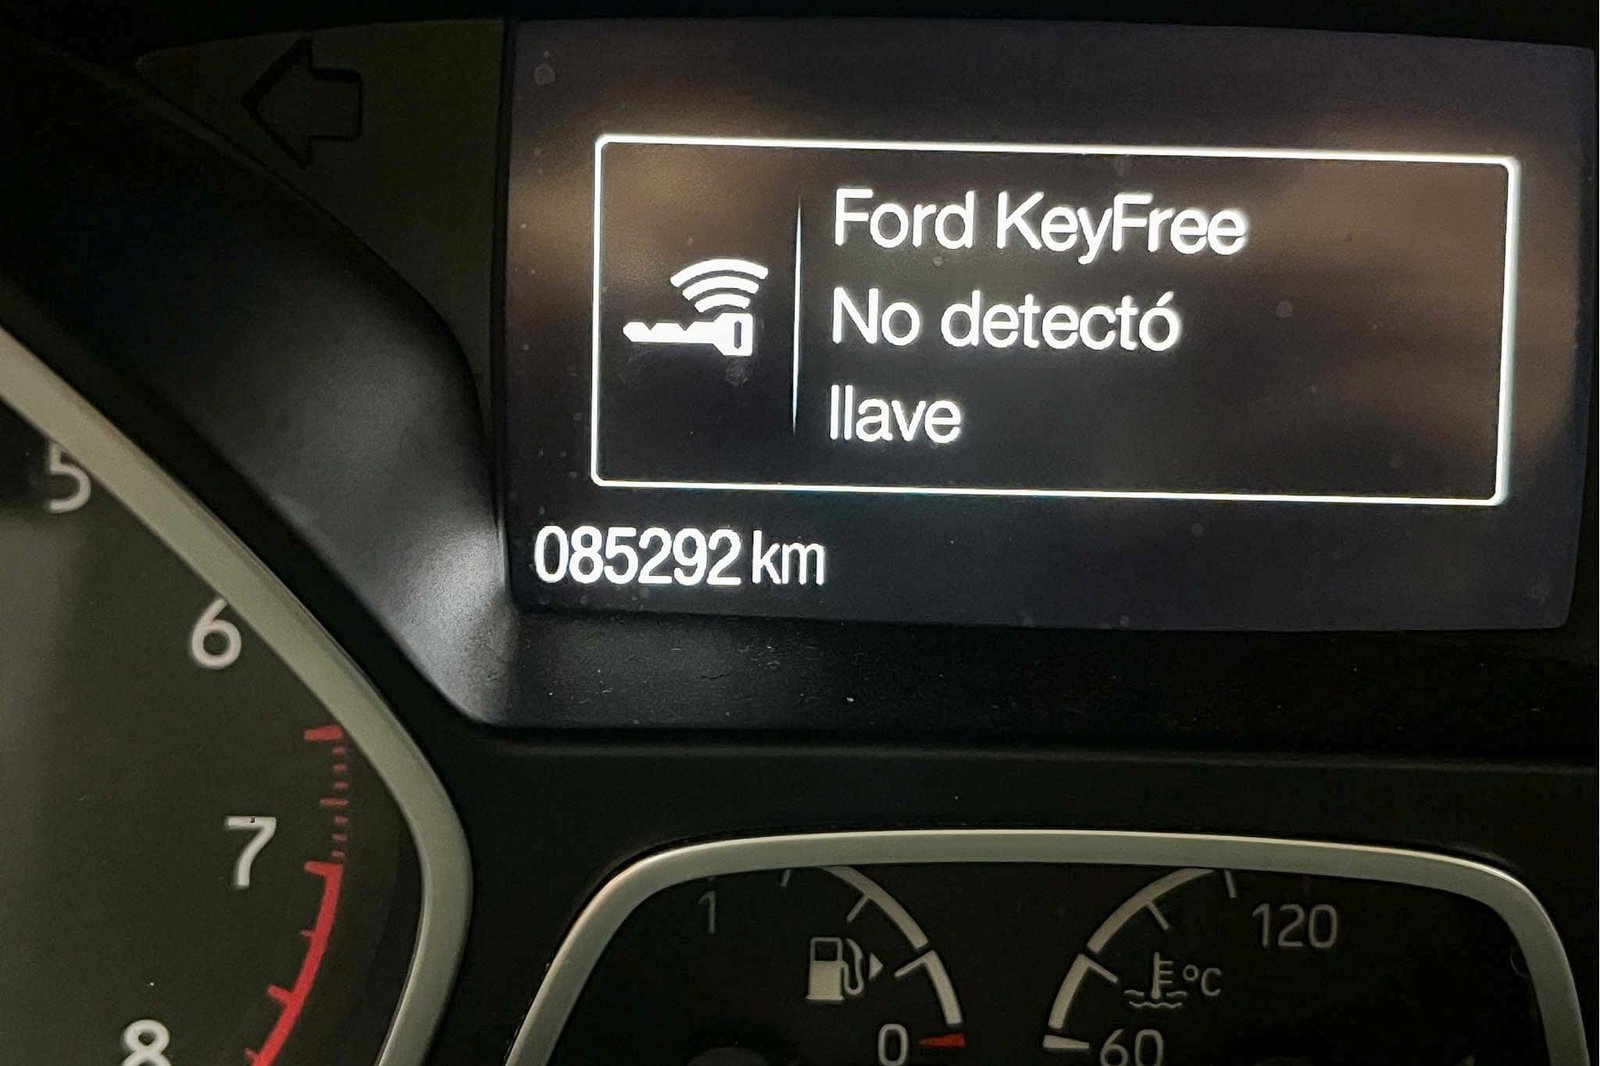 Ford KeyFree
No detectó
llave
085292 km
5
6
7
8
1
0
120
°C
60